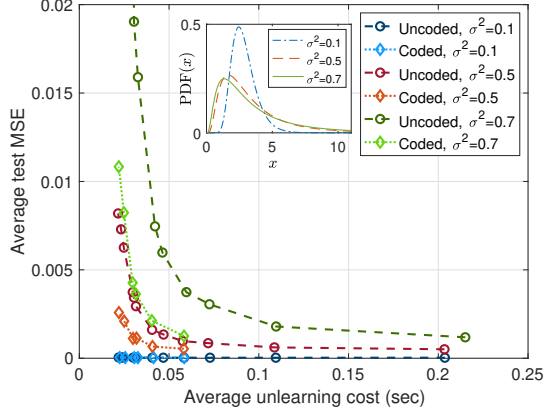 0.02
0.015
0.01
0.005
0
Average test MSE
0 0.05 0.1 0.15 0.2 0.25
Average unlearning cost (sec)
0.5
0
PDF(x)
0 5 10
x
σ²=0.1
σ²=0.5
σ²=0.7
Uncoded, σ²=0.1
Coded, σ²=0.1
Uncoded, σ²=0.5
Coded, σ²=0.5
Uncoded, σ²=0.7
Coded, σ²=0.7